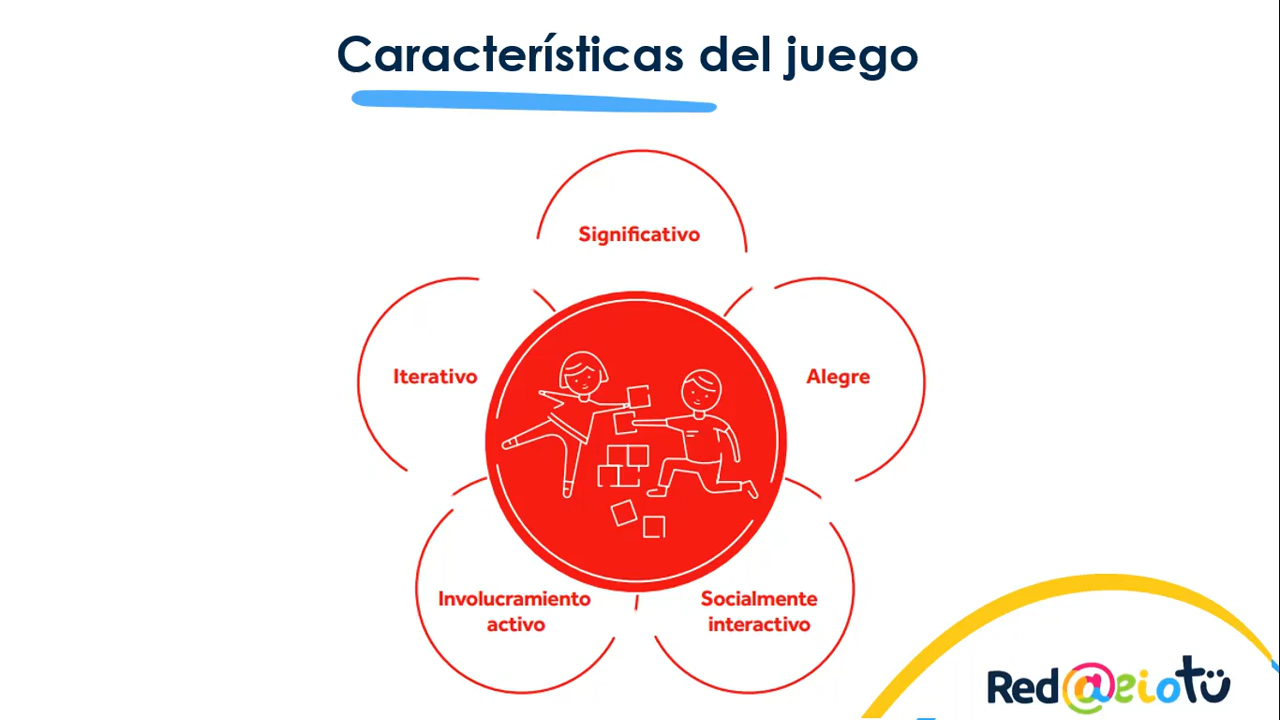 Características del juego
Significativo
Iterativo
Alegre
Involucramiento
activo
Socialmente
interactivo
Red@eiotü